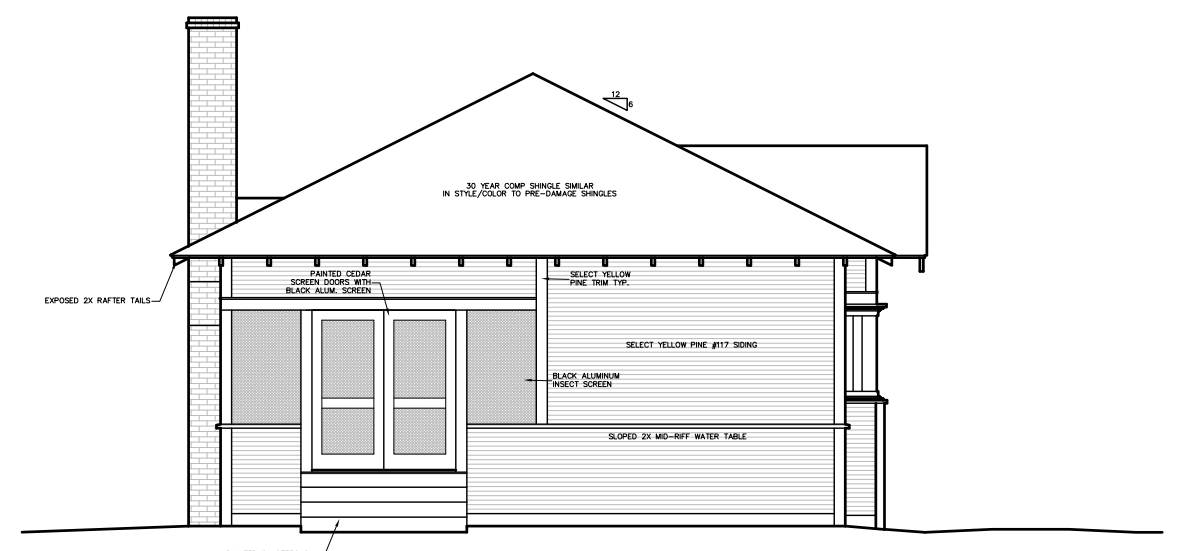 12
6
30 YEAR COMP SHINGLE SIMILAR
IN STYLE/COLOR TO PRE-DAMAGE SHINGLES
PAINTED CEDAR
SCREEN DOORS WITH
BLACK ALUM. SCREEN
SELECT YELLOW
PINE TRIM TYP.
EXPOSED 2X RAFTER TAILS
SELECT YELLOW PINE #117 SIDING
BLACK ALUMINUM
INSECT SCREEN
SLOPED 2X MID-RIFF WATER TABLE